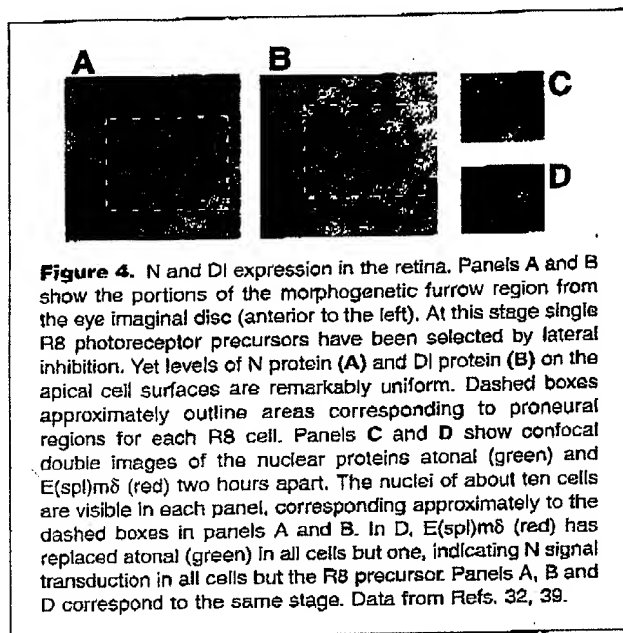 A
B
C
D
Figure 4. N and Dl expression in the retina. Panels A and B
show the portions of the morphogenetic furrow region from
the eye imaginal disc (anterior to the left). At this stage single
R8 photoreceptor precursors have been selected by lateral
inhibition. Yet levels of N protein (A) and Dl protein (B) on the
apical cell surfaces are remarkably uniform. Dashed boxes
approximately outline areas corresponding to proneural
regions for each R8 cell. Panels C and D show confocal
double images of the nuclear proteins atonal (green) and
E(spl)mδ (red) two hours apart. The nuclei of about ten cells
are visible in each panel, corresponding approximately to the
dashed boxes in panels A and B. In D, E(spl)mδ (red) has
replaced atonal (green) in all cells but one, indicating N signal
transduction in all cells but the R8 precursor. Panels A, B and
D correspond to the same stage. Data from Refs. 32, 39.